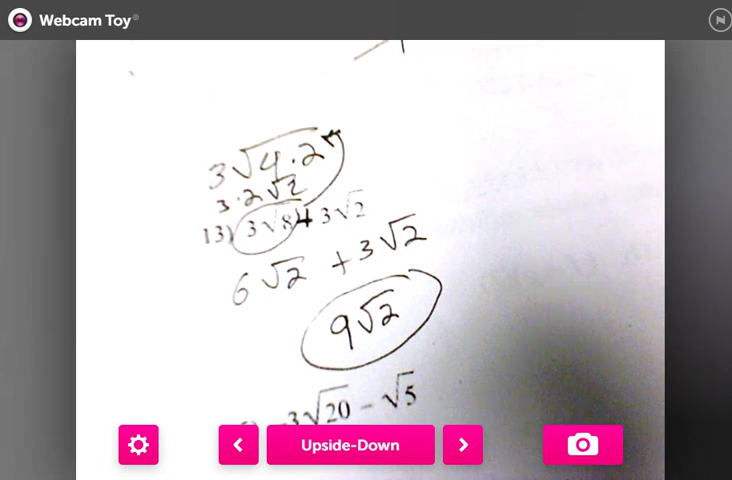 Webcam Toy®
3√4·2
3·2√2
13) 3√8 + 3√2
6√2 + 3√2
9√2
-3√20 - √5
Upside-Down